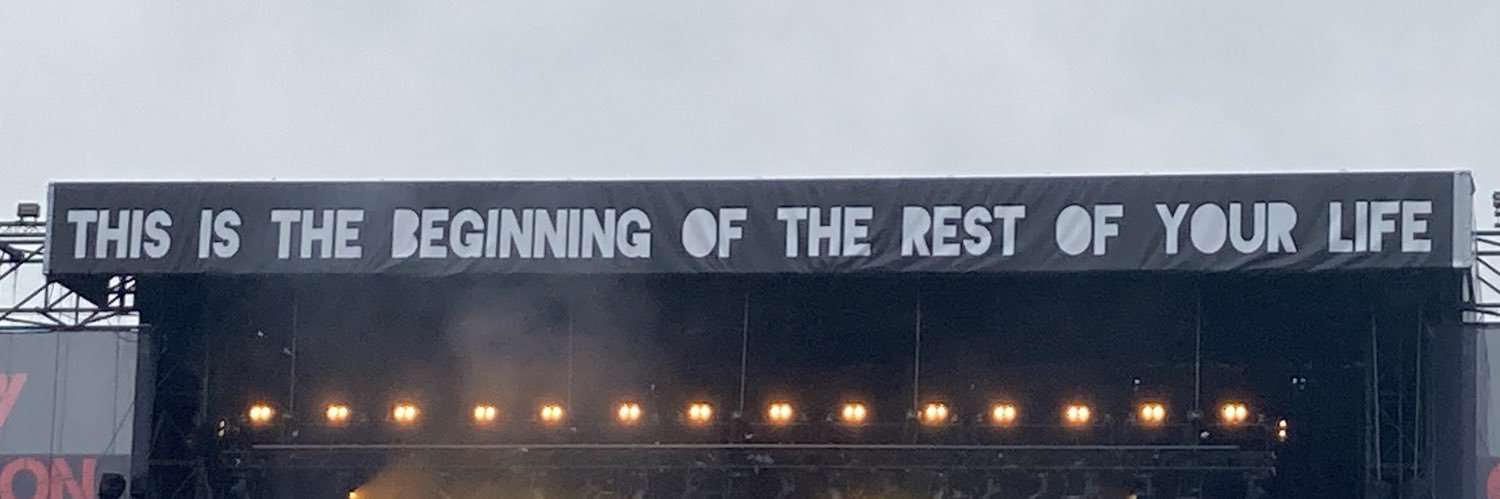 THIS IS THE BEGINNING OF THE REST OF YOUR LIFE